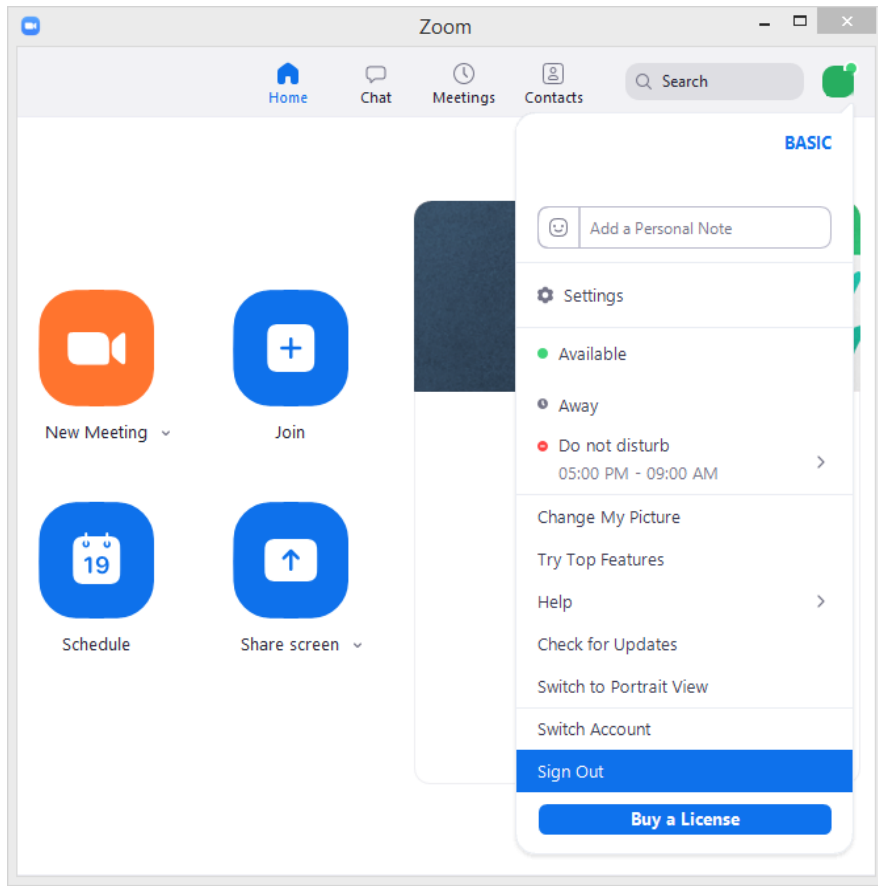 Zoom
Home
Chat
Meetings
Contacts
Search
BASIC
Add a Personal Note
Settings
Available
Away
Do not disturb
05:00 PM - 09:00 AM
New Meeting
Join
Change My Picture
Try Top Features
19
Help
Schedule
Share screen
Check for Updates
Switch to Portrait View
Switch Account
Sign Out
Buy a License